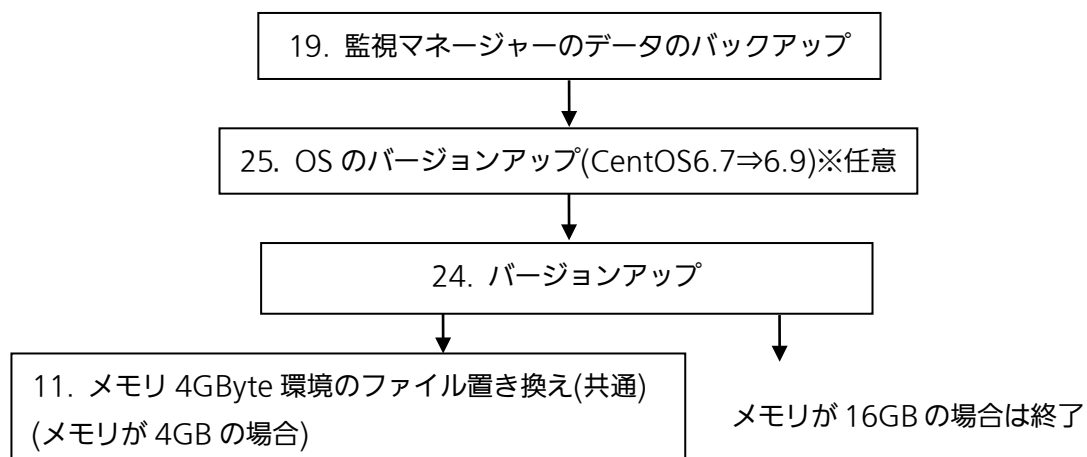 19. 監視マネージャーのデータのバックアップ
25. OS のバージョンアップ(CentOS6.7⇒6.9)※任意
24. バージョンアップ
11. メモリ 4GByte 環境のファイル置き換え(共通)
(メモリが 4GB の場合)
メモリが 16GB の場合は終了